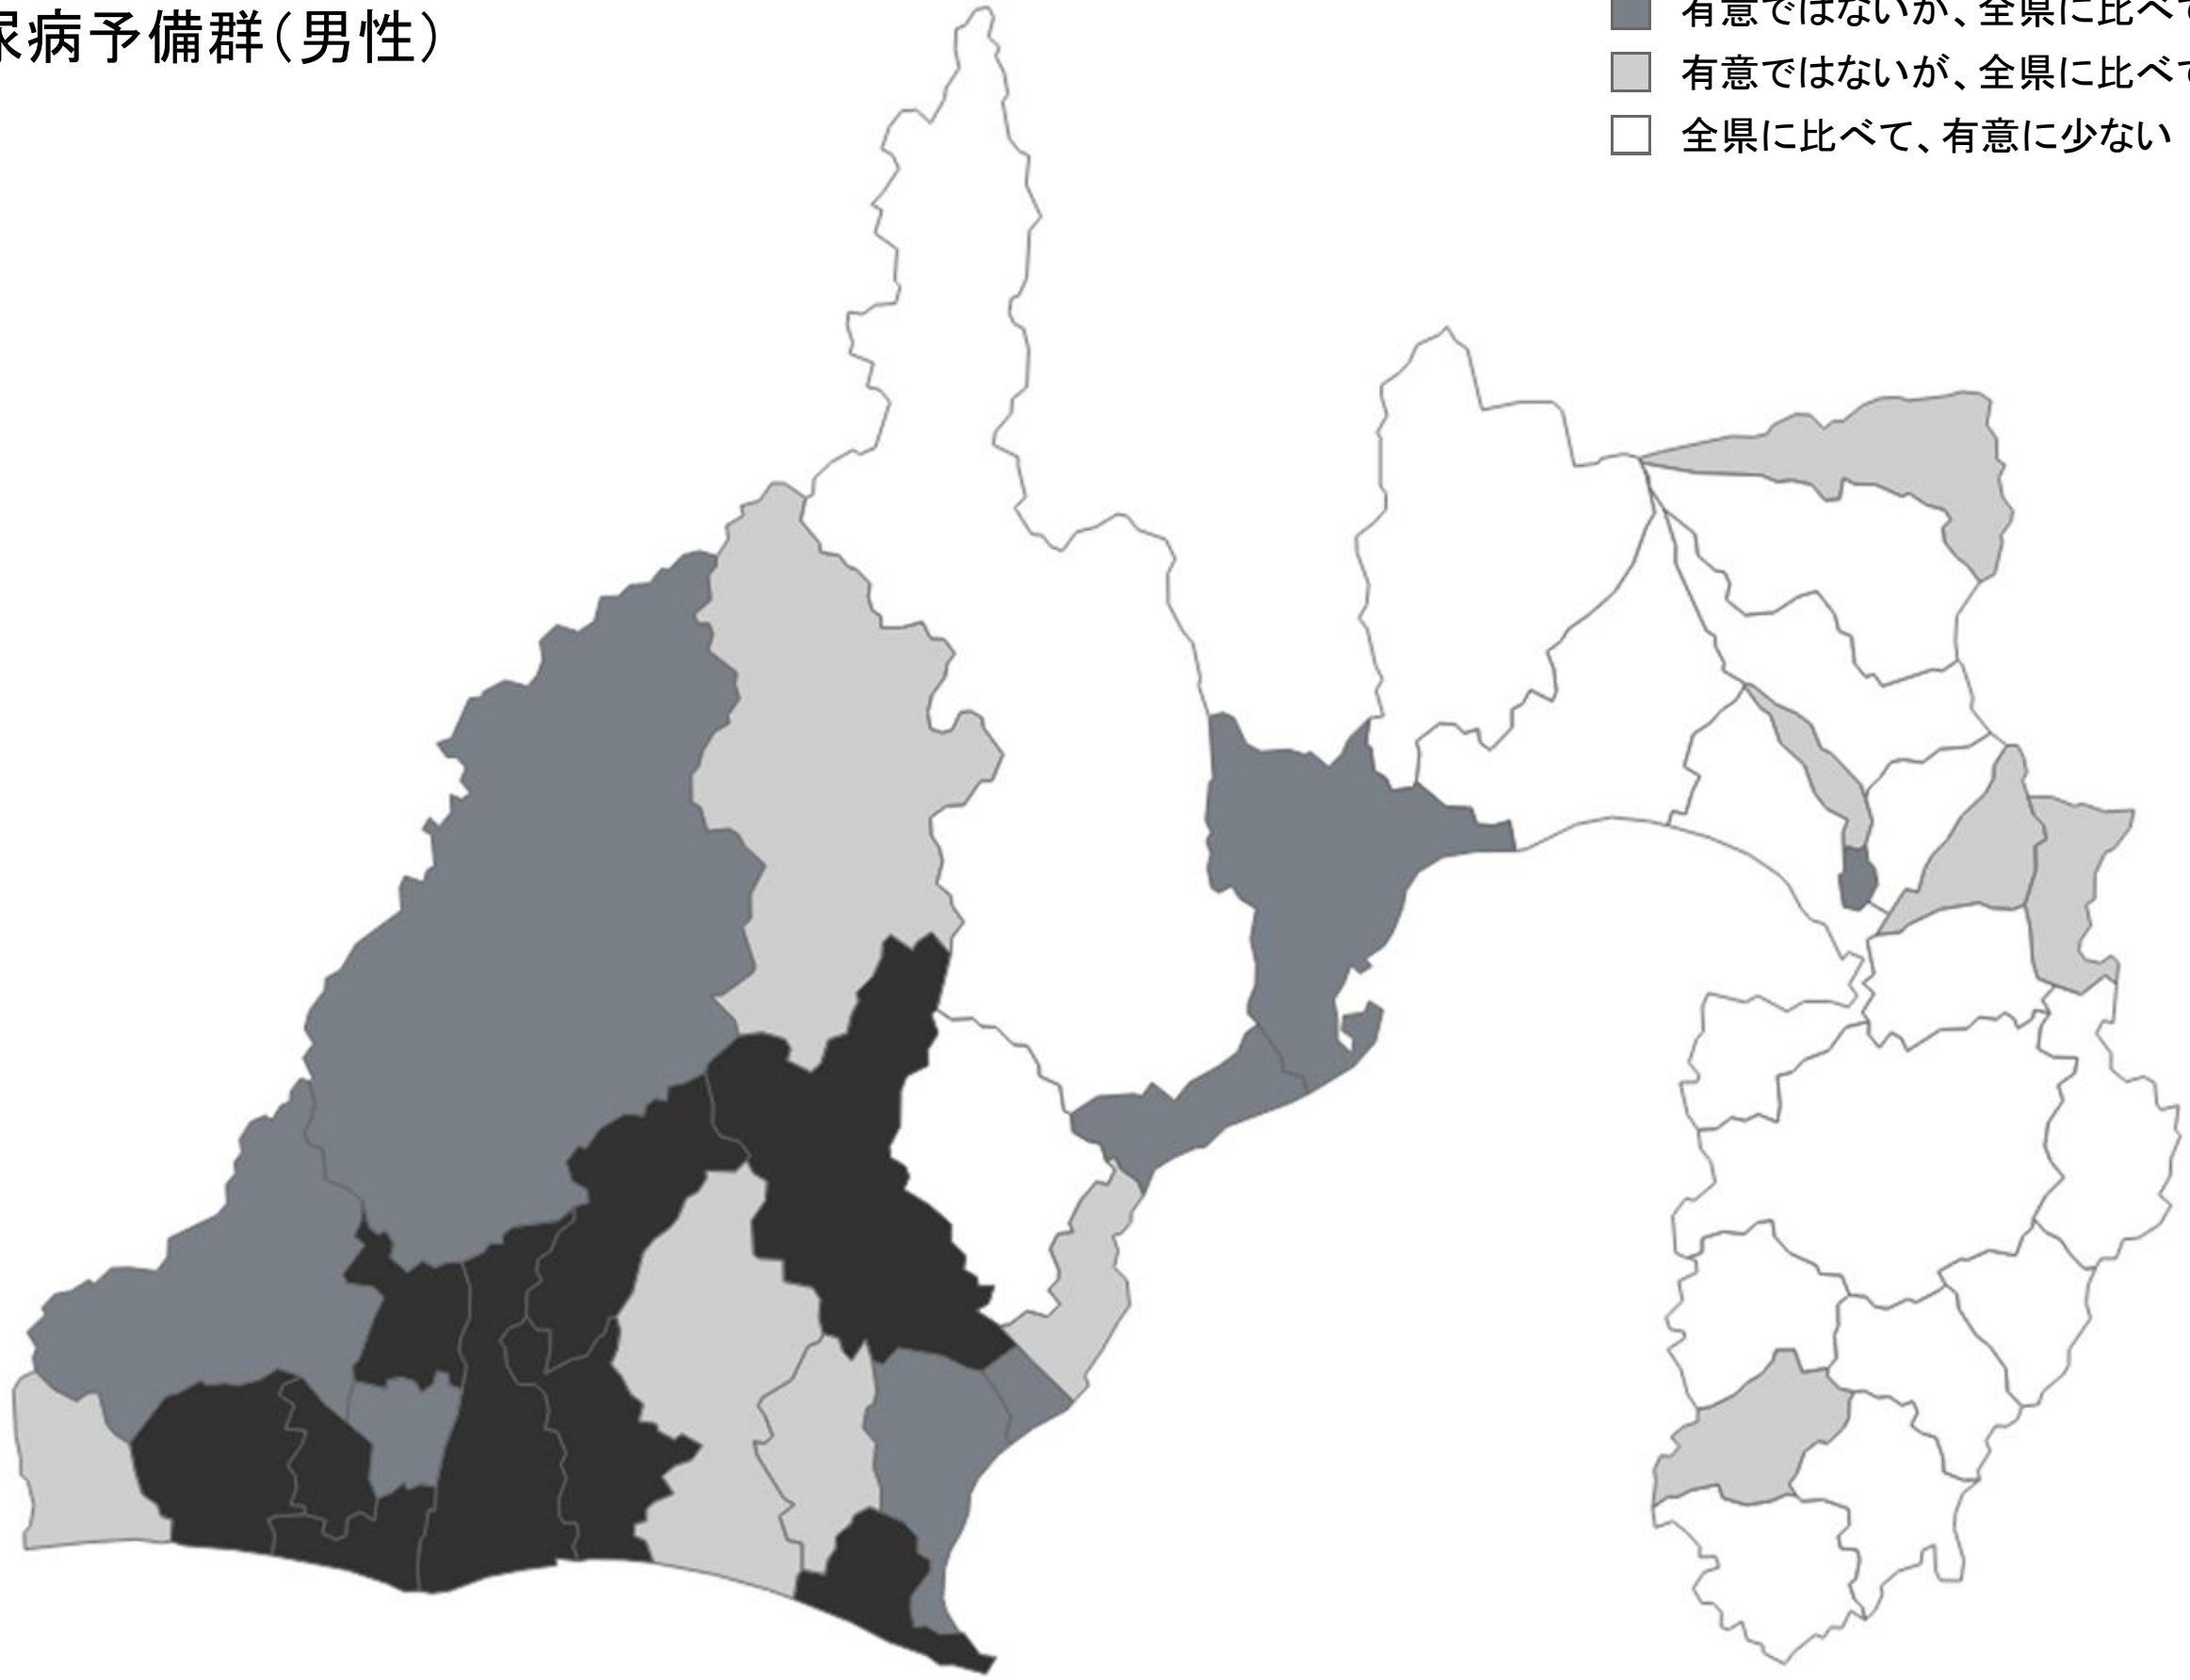 尿病予備群（男性）
有意ではないが、全県に比べて
有意ではないが、全県に比べて
全県に比べて、有意に少ない